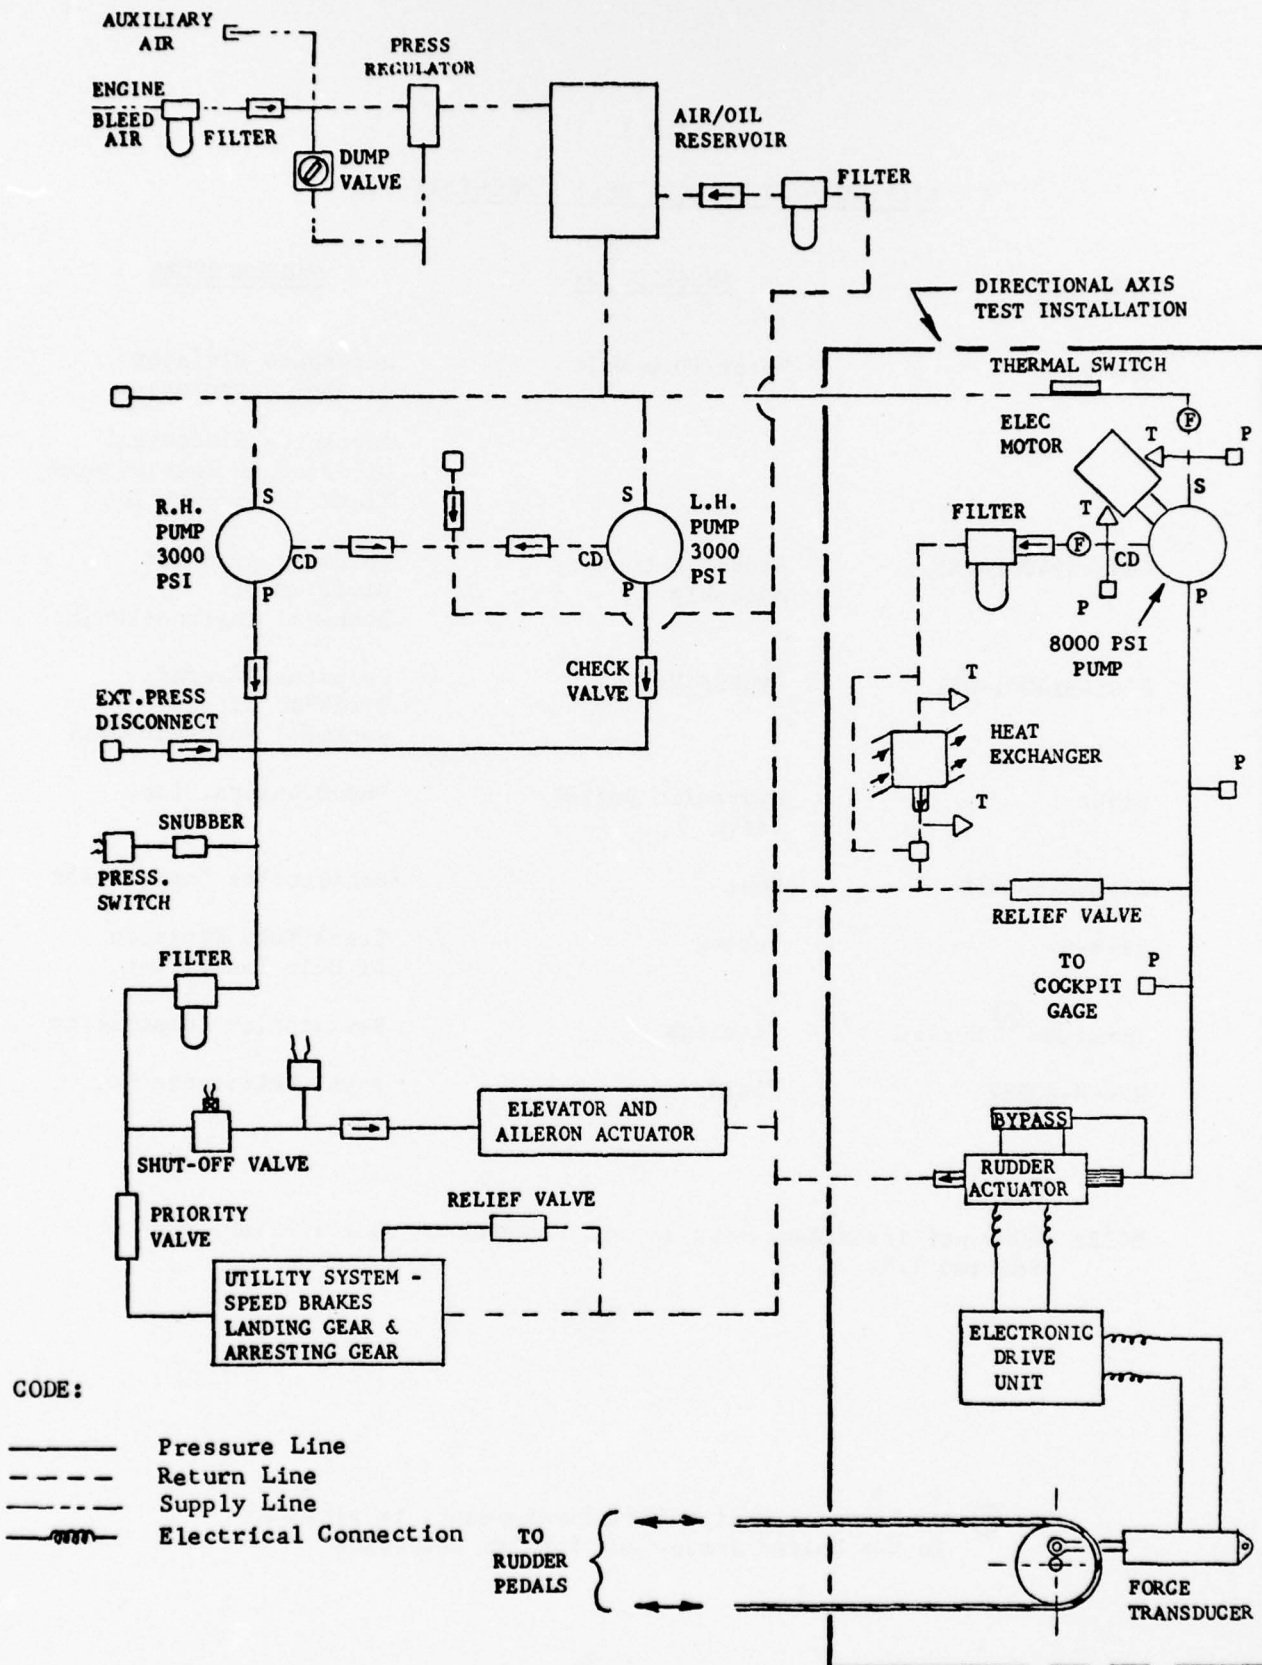 AUXILIARY
AIR
PRESS
REGULATOR
ENGINE
BLEED
AIR
FILTER
DUMP
VALVE
AIR/OIL
RESERVOIR
FILTER
DIRECTIONAL AXIS
TEST INSTALLATION
THERMAL SWITCH
ELEC
MOTOR
F
T
P
S
T
R.H.
PUMP
3000
PSI
S
CD
P
L.H.
PUMP
3000
PSI
S
CD
P
FILTER
F
CD
P
P
8000 PSI
PUMP
CHECK
VALVE
EXT.PRESS
DISCONNECT
T
HEAT
EXCHANGER
T
P
SNUBBER
PRESS.
SWITCH
RELIEF VALVE
FILTER
TO
COCKPIT
GAGE
P
SHUT-OFF VALVE
ELEVATOR AND
AILERON ACTUATOR
BYPASS
RUDDER
ACTUATOR
PRIORITY
VALVE
RELIEF VALVE
UTILITY SYSTEM -
SPEED BRAKES
LANDING GEAR &
ARRESTING GEAR
ELECTRONIC
DRIVE
UNIT
CODE:
Pressure Line
Return Line
Supply Line
Electrical Connection
TO
RUDDER
PEDALS
FORCE
TRANSDUCER